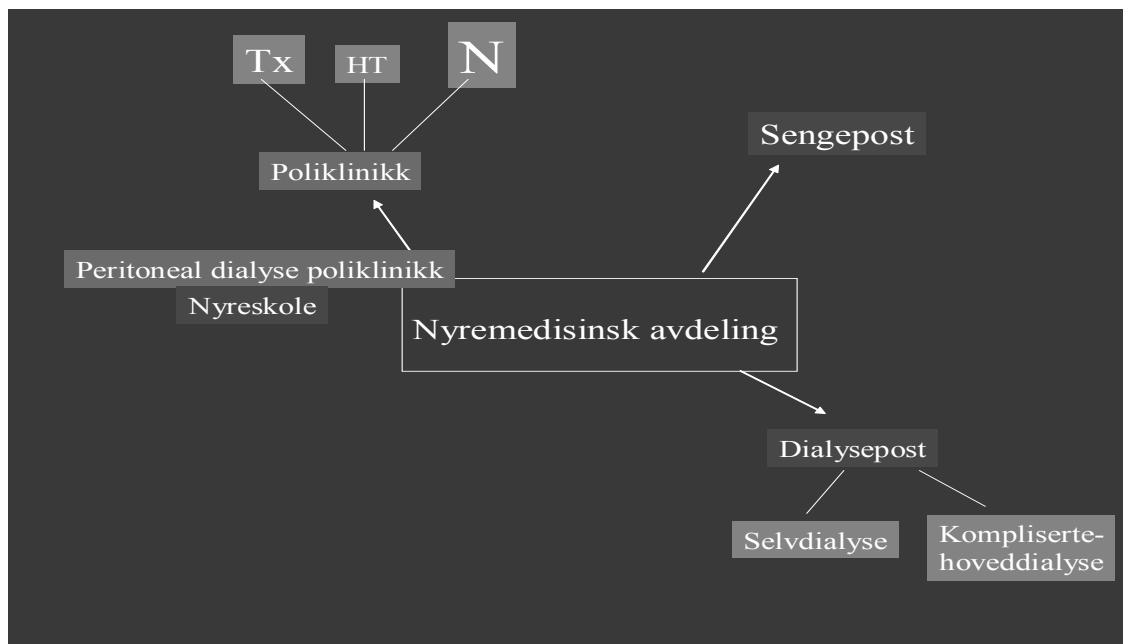 Tx
HT
N
Poliklinikk
Sengepost
Peritoneal dialyse poliklinikk
Nyreskole
Nyremedisinsk avdeling
Dialysepost
Selvdialyse
Kompliserte-
hoveddialyse